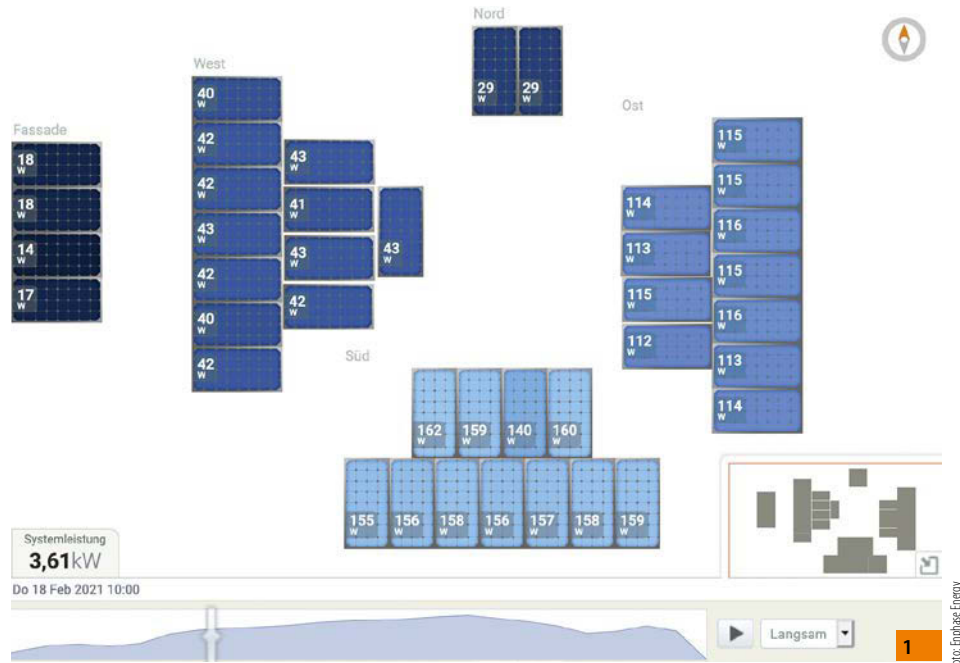 Nord
29
W
29
W
West
40
W
42
W
42
W
43
W
42
W
40
W
42
W
43
W
41
W
43
W
42
W
43
W
Ost
115
W
115
W
116
W
115
W
116
W
113
W
114
W
114
W
113
W
115
W
112
W
Fassade
18
W
18
W
14
W
17
W
Süd
162
W
159
W
140
W
160
W
155
W
156
W
158
W
156
W
157
W
158
W
159
W
Systemleistung
3,61kW
Do 18 Feb 2021 10:00
Langsam
1
Enphase Energy